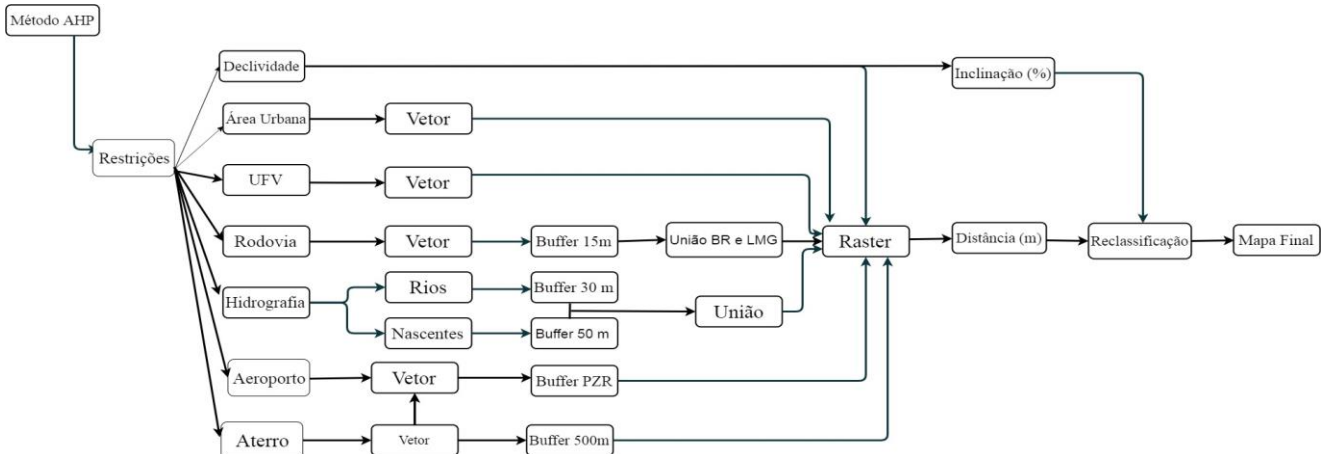 Método AHP
Restrições
Declividade
Inclinação (%)
Área Urbana
Vetor
UFV
Vetor
Rodovia
Vetor
Buffer 15m
União BR e LMG
Raster
Distância (m)
Reclassificação
Mapa Final
Hidrografia
Rios
Buffer 30 m
União
Nascentes
Buffer 50 m
Aeroporto
Vetor
Buffer PZR
Aterro
Vetor
Buffer 500m